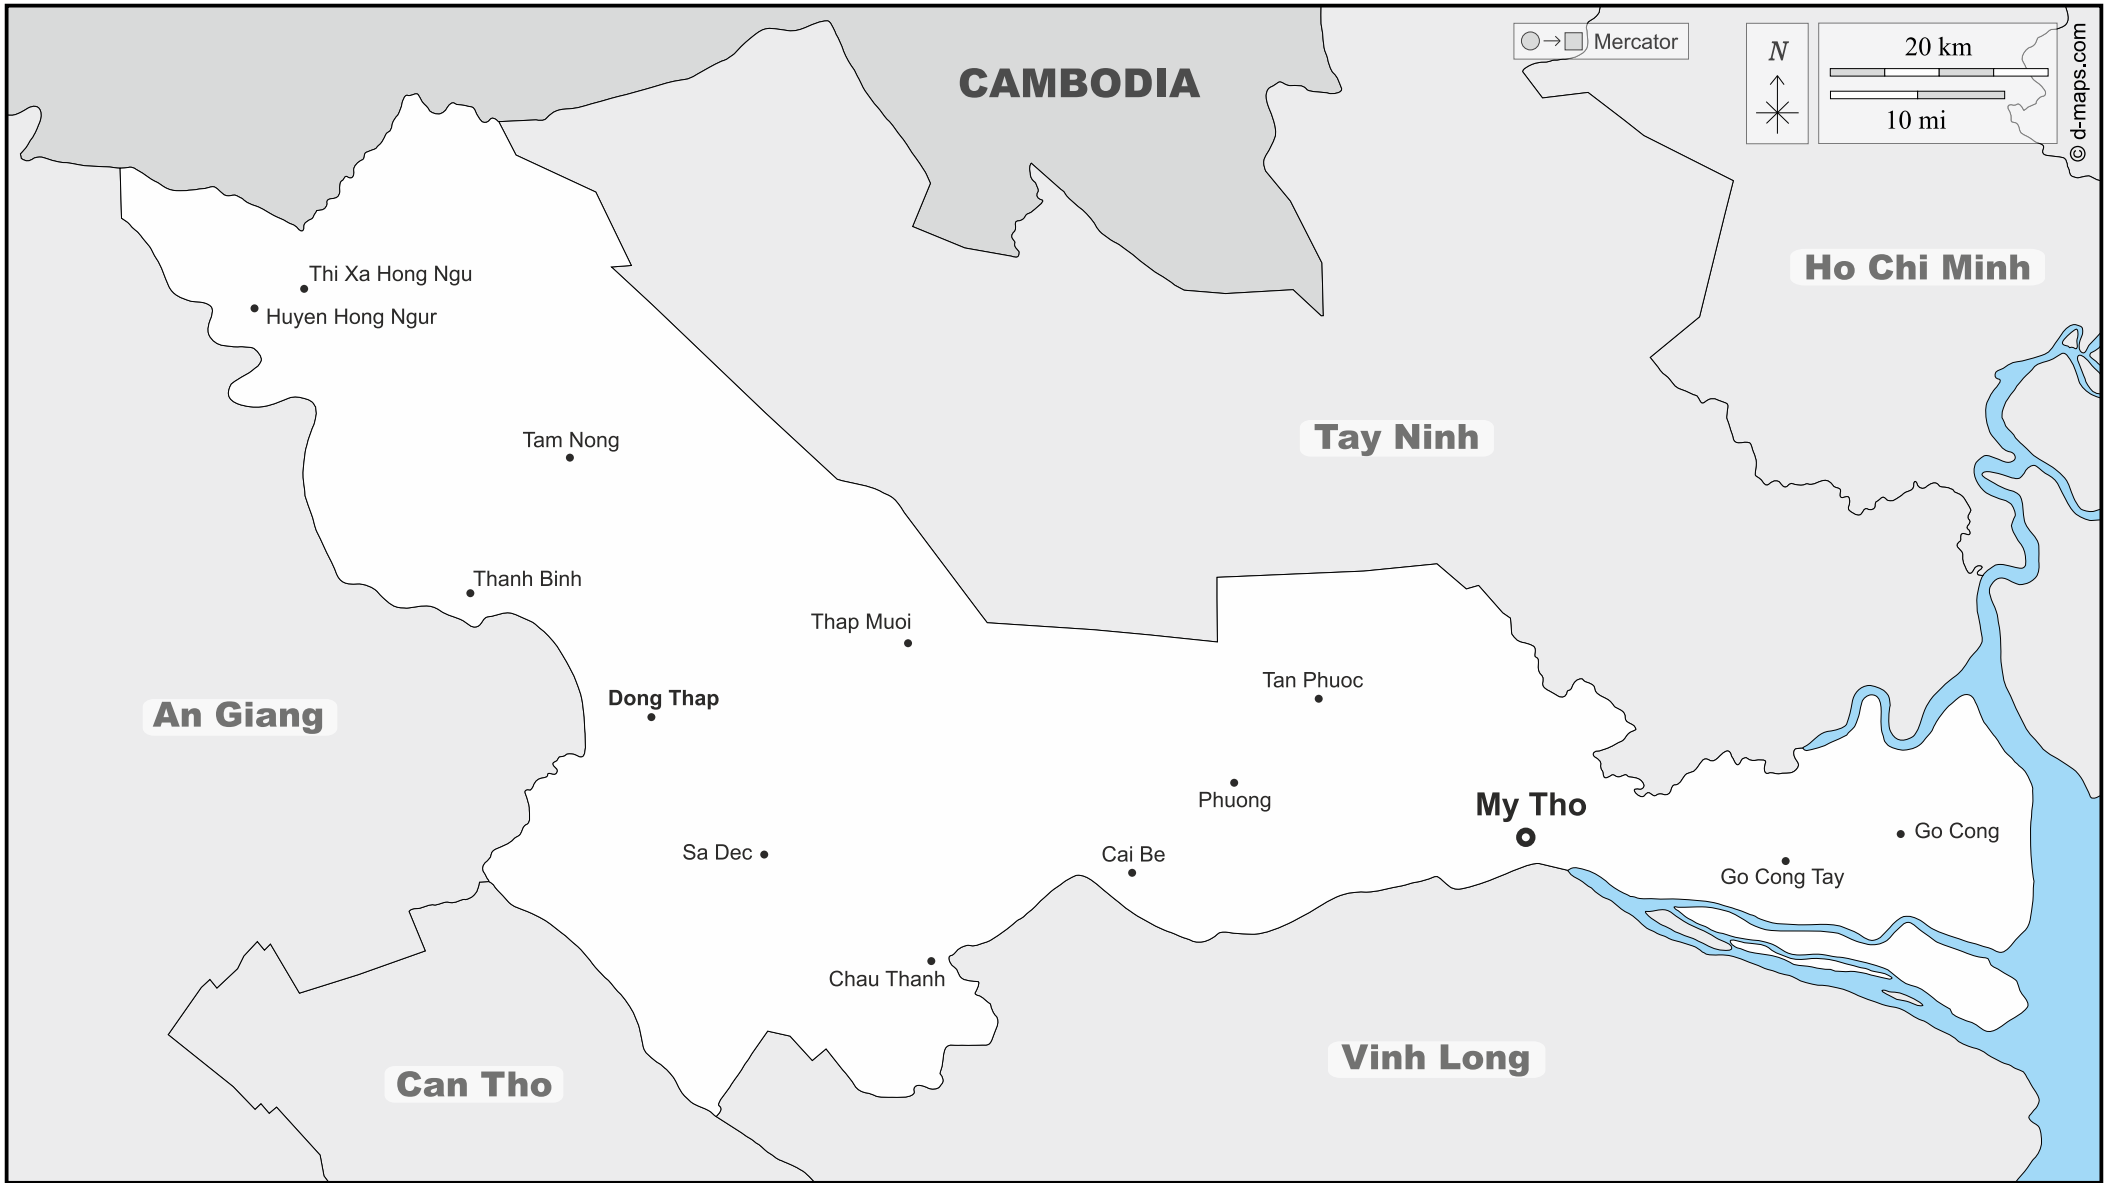 CAMBODIA
Mercator
N
20 km
10 mi
© d-maps.com
Ho Chi Minh
Thi Xa Hong Ngu
Huyen Hong Ngur
Tay Ninh
Tam Nong
Thanh Binh
Thap Muoi
Tan Phuoc
An Giang
Dong Thap
Phuong
My Tho
Go Cong
Sa Dec
Cai Be
Go Cong Tay
Chau Thanh
Vinh Long
Can Tho